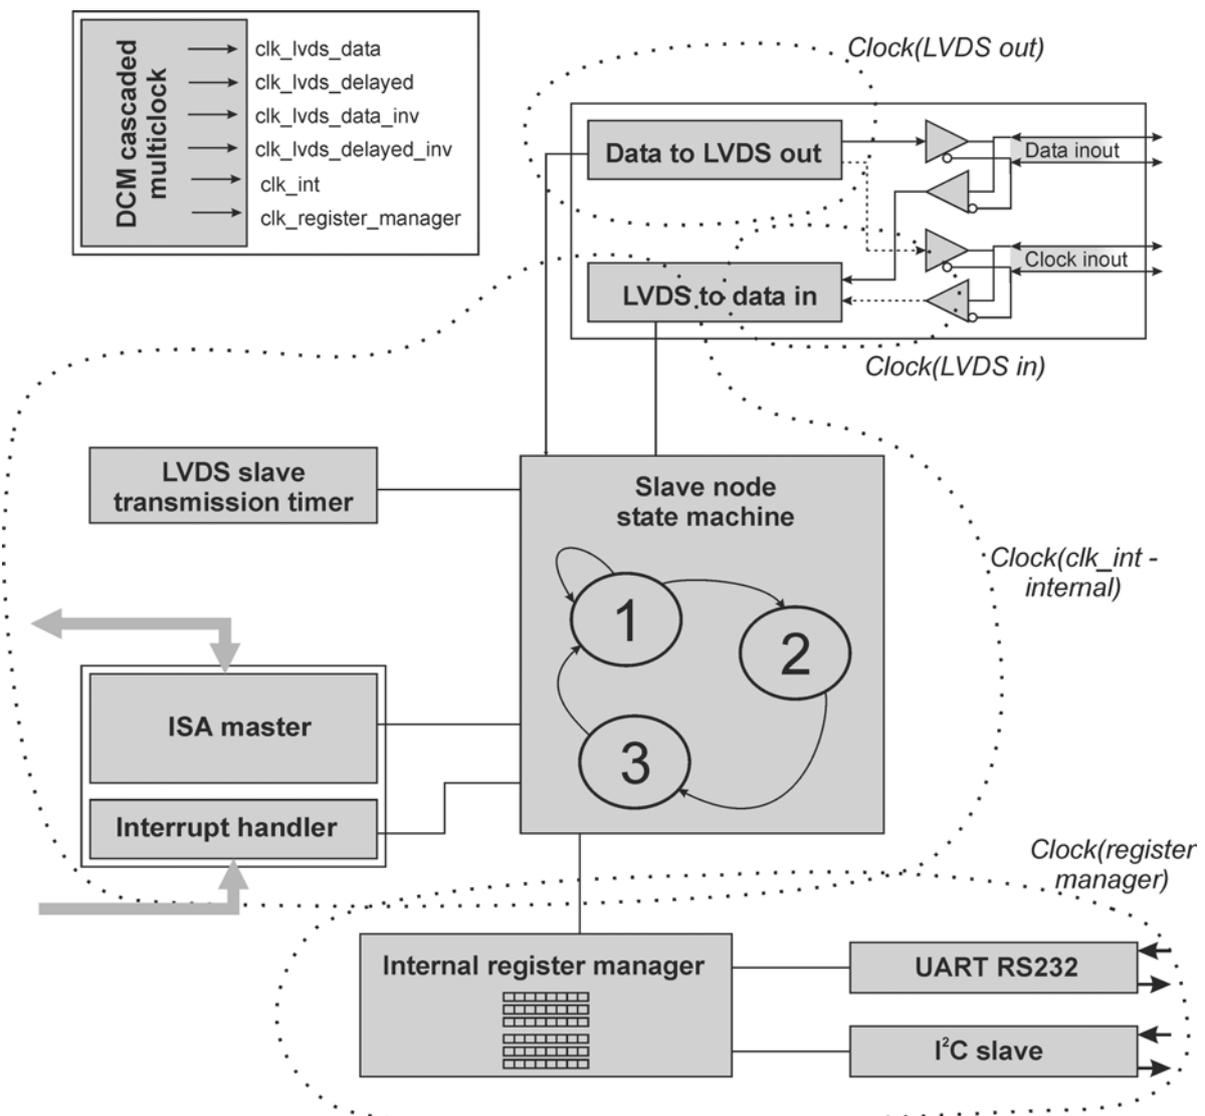 DCM cascaded
multiclock
clk_lvds_data
clk_lvds_delayed
clk_lvds_data_inv
clk_lvds_delayed_inv
clk_int
clk_register_manager
Clock(LVDS out)
Data to LVDS out
Data inout
Clock inout
LVDS to data in
Clock(LVDS in)
LVDS slave
transmission timer
Slave node
state machine
1
2
3
Clock(clk_int -
internal)
ISA master
Interrupt handler
Clock(register
manager)
Internal register manager
UART RS232
I²C slave